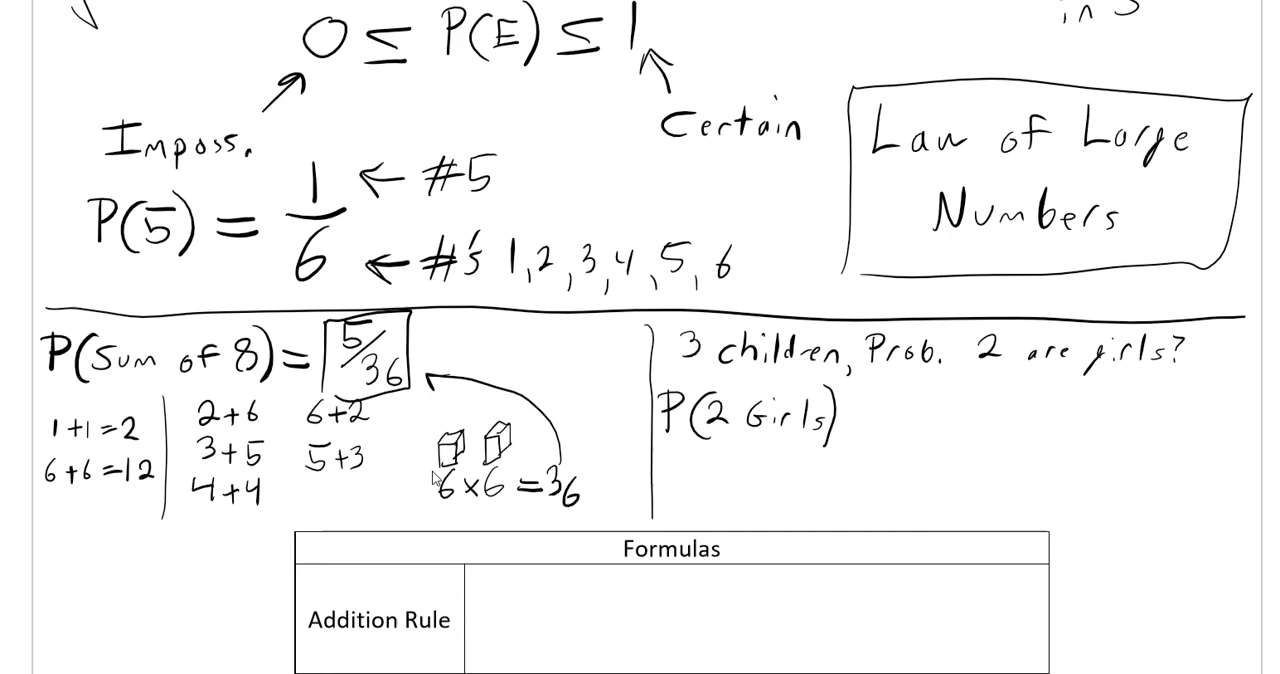 in S
0 ≤ P(E) ≤ 1
Imposs.
Certain
Law of Large
Numbers
P(5) = 1/6
← #5
← #'s 1, 2, 3, 4, 5, 6
P(Sum of 8) = 5/36
1+1=2
6+6=12
2+6 6+2
3+5 5+3
4+4
6×6 = 36
3 children, Prob. 2 are girls?
P(2 Girls)
Formulas
Addition Rule